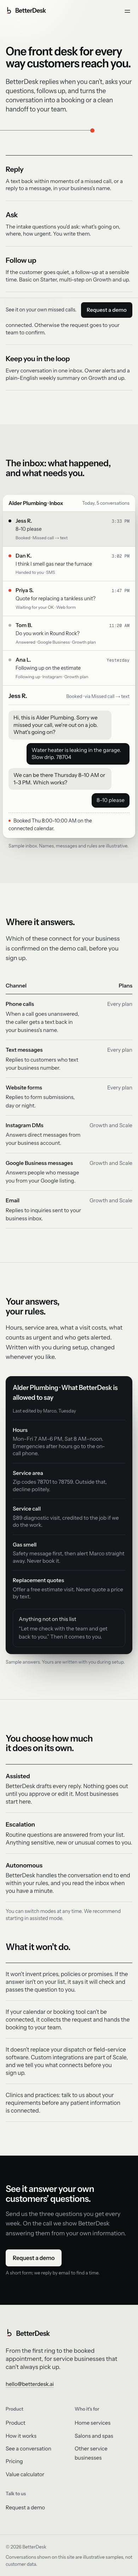 BetterDesk
One front desk for every
way customers reach you.
BetterDesk replies when you can't, asks your
questions, follows up, and turns the
conversation into a booking or a clean
handoff to your team.
Reply
A text back within moments of a missed call, or a
reply to a message, in your business's name.
Ask
The intake questions you'd ask: what's going on,
where, how urgent. You write them.
Follow up
If the customer goes quiet, a follow-up at a sensible
time. Basic on Starter, multi-step on Growth and up.
See it on your own missed calls.
Request a demo
connected. Otherwise the request goes to your
team to confirm.
Keep you in the loop
Every conversation in one inbox. Owner alerts and a
plain-English weekly summary on Growth and up.
The inbox: what happened,
and what needs you.
Alder Plumbing · Inbox
Today, 5 conversations
Jess R.
3:33 PM
8–10 please
Booked · Missed call → text
Dan K.
3:02 PM
I think I smell gas near the furnace
Handed to you · SMS
Priya S.
1:47 PM
Quote for replacing a tankless unit?
Waiting for your OK · Web form
Tom B.
11:20 AM
Do you work in Round Rock?
Answered · Google Business · Growth plan
Ana L.
Yesterday
Following up on the estimate
Following up · Instagram · Growth plan
Jess R.
Booked · via Missed call → text
Hi, this is Alder Plumbing. Sorry we
missed your call, we're out on a job.
What's going on?
Water heater is leaking in the garage.
Slow drip. 78704
We can be there Thursday 8–10 AM or
1–3 PM. Which works?
8–10 please
Booked Thu 8:00–10:00 AM on the
connected calendar.
Sample inbox. Names, messages and rules are illustrative.
Where it answers.
Which of these connect for your business
is confirmed on the demo call, before you
sign up.
Channel
Plans
Phone calls
Every plan
When a call goes unanswered,
the caller gets a text back in
your business's name.
Text messages
Every plan
Replies to customers who text
your business number.
Website forms
Every plan
Replies to form submissions,
day or night.
Instagram DMs
Growth and Scale
Answers direct messages from
your business account.
Google Business messages
Growth and Scale
Answers people who message
you from your Google listing.
Email
Growth and Scale
Replies to inquiries sent to your
business inbox.
Your answers,
your rules.
Hours, service area, what a visit costs, what
counts as urgent and who gets alerted.
Written with you during setup, changed
whenever you like.
Alder Plumbing · What BetterDesk is
allowed to say
Last edited by Marco, Tuesday
Hours
Mon–Fri 7 AM–6 PM, Sat 8 AM–noon.
Emergencies after hours go to the on-
call phone.
Service area
Zip codes 78701 to 78759. Outside that,
decline politely.
Service call
$89 diagnostic visit, credited to the job if we
do the work.
Gas smell
Safety message first, then alert Marco straight
away. Never book it.
Replacement quotes
Offer a free estimate visit. Never quote a price
by text.
Anything not on this list
“Let me check with the team and get
back to you.” Then it comes to you.
Sample answers. Yours are written with you during setup.
You choose how much
it does on its own.
Assisted
BetterDesk drafts every reply. Nothing goes out
until you approve or edit it. Most businesses
start here.
Escalation
Routine questions are answered from your list.
Anything sensitive, new or unusual comes to you.
Autonomous
BetterDesk handles the conversation end to end
within your rules, and you read the inbox when
you have a minute.
You can switch modes at any time. We recommend
starting in assisted mode.
What it won't do.
It won't invent prices, policies or promises. If the
answer isn't on your list, it says it will check and
passes the question to you.
If your calendar or booking tool can't be
connected, it collects the request and hands the
booking to your team.
It doesn't replace your dispatch or field-service
software. Custom integrations are part of Scale,
and we tell you what connects before you
sign up.
Clinics and practices: talk to us about your
requirements before any patient information
is connected.
See it answer your own
customers' questions.
Send us the three questions you get every
week. On the call we show BetterDesk
answering them from your own information.
Request a demo
A short form; we reply by email to find a time.
BetterDesk
From the first ring to the booked
appointment, for service businesses that
can't always pick up.
hello@betterdesk.ai
Product
Who it's for
Product
Home services
How it works
Salons and spas
See a conversation
Other service
businesses
Pricing
Value calculator
Talk to us
Request a demo
© 2026 BetterDesk
Conversations shown on this site are illustrative samples, not
customer data.